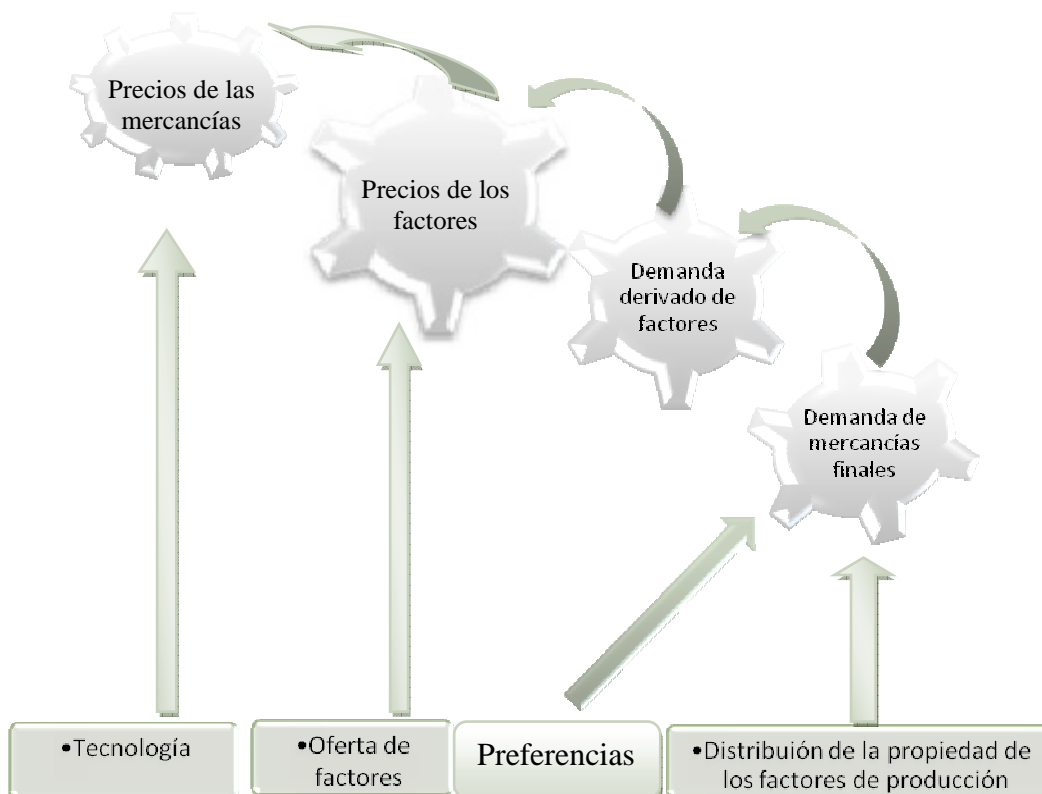 Precios de las
mercancías
Precios de los
factores
Demanda
derivado de
factores
Demanda de
mercancías
finales
•Tecnología
•Oferta de
factores
Preferencias
•Distribuión de la propiedad de
los factores de producción